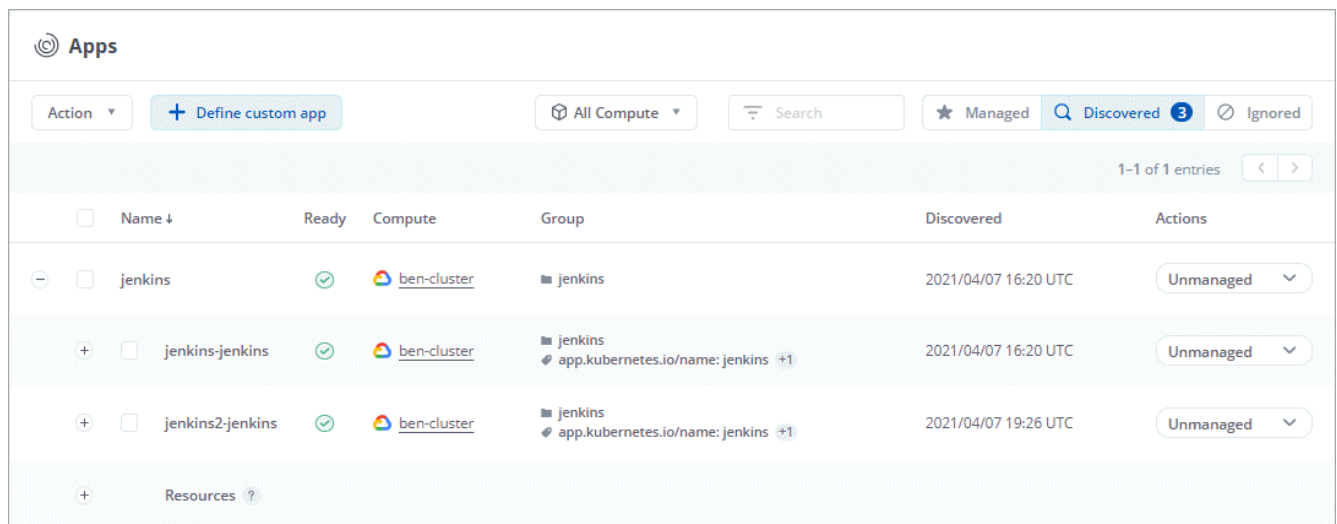 Apps
Action + Define custom app All Compute Search Managed Discovered 3 Ignored
1–1 of 1 entries < >
Name ↓ Ready Compute Group Discovered Actions
jenkins ben-cluster jenkins 2021/04/07 16:20 UTC Unmanaged
jenkins-jenkins ben-cluster jenkins 2021/04/07 16:20 UTC Unmanaged
app.kubernetes.io/name: jenkins +1
jenkins2-jenkins ben-cluster jenkins 2021/04/07 19:26 UTC Unmanaged
app.kubernetes.io/name: jenkins +1
Resources ?